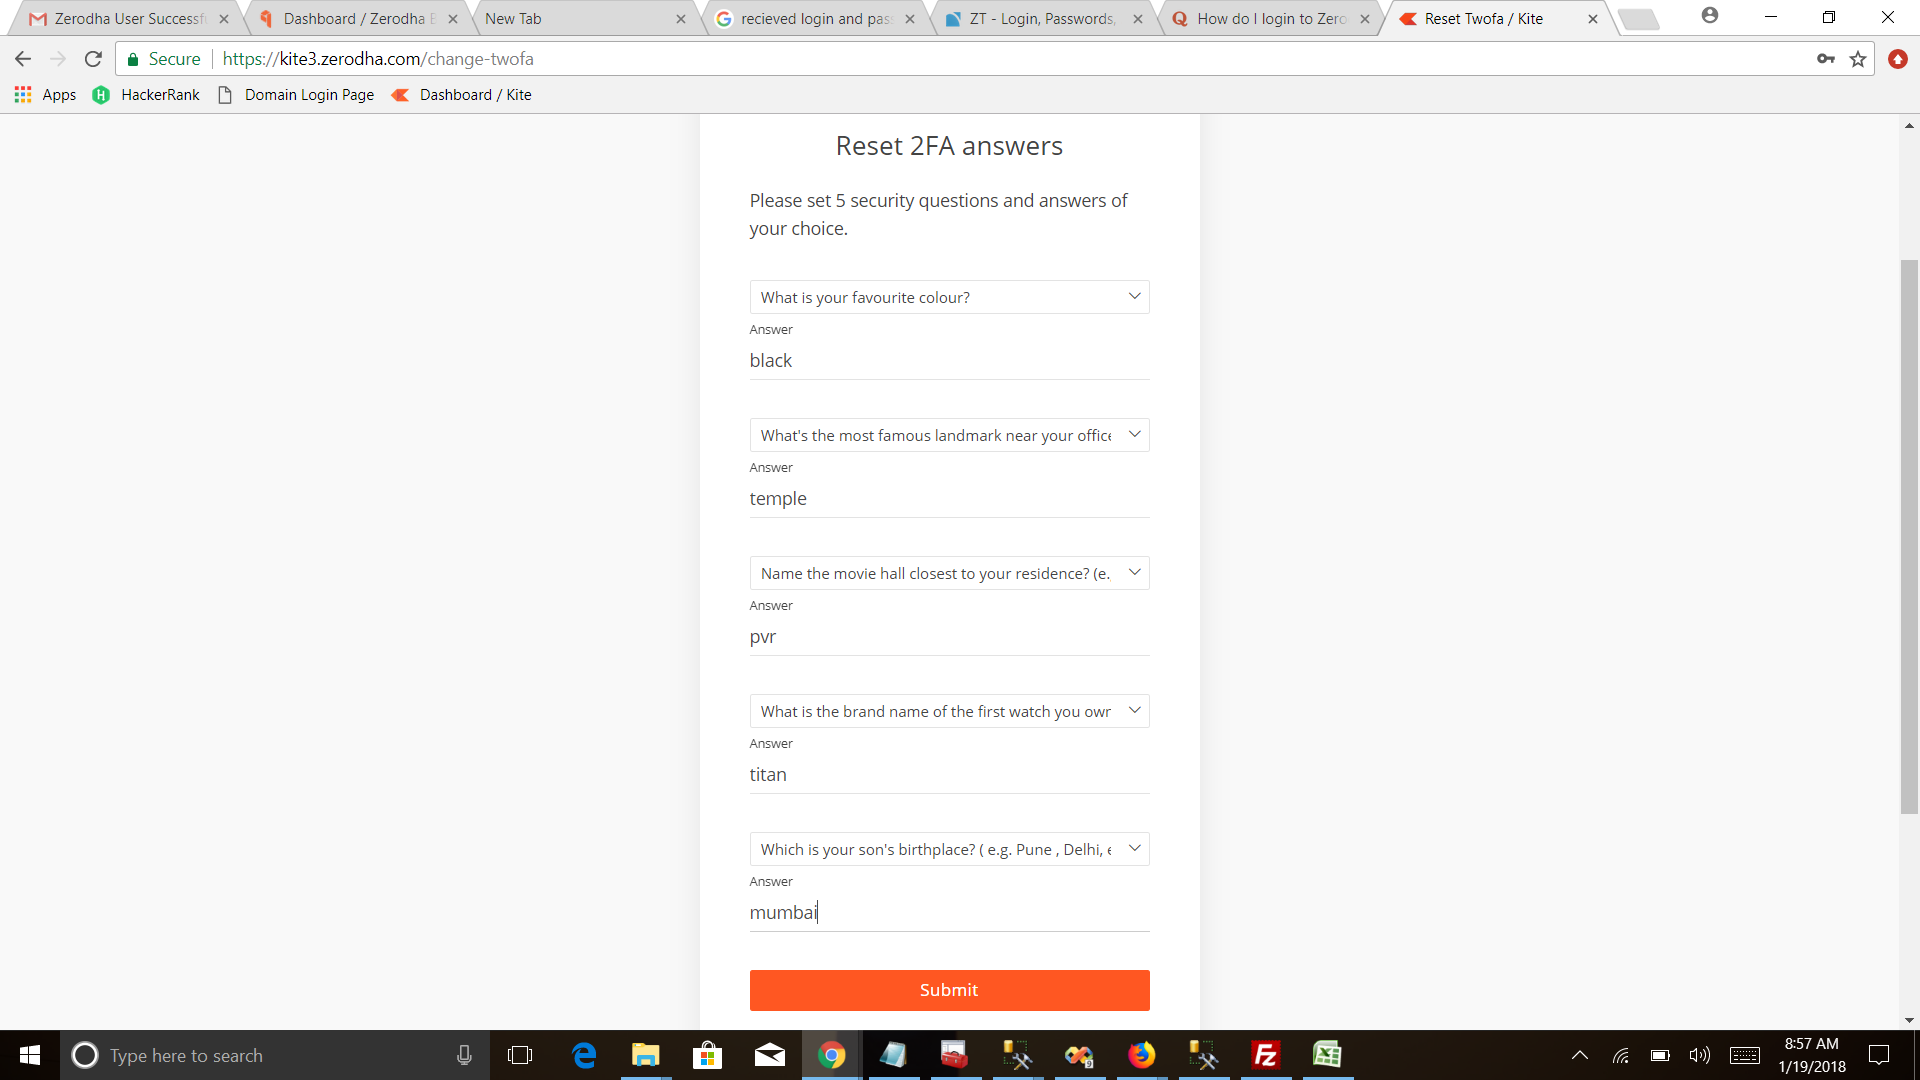 Zerodha User Successf
Dashboard / Zerodha B
New Tab
recieved login and pas
ZT - Login, Passwords,
How do I login to Zero
Reset Twofa / Kite
Secure
https://kite3.zerodha.com/change-twofa
Apps
HackerRank
Domain Login Page
Dashboard / Kite
Reset 2FA answers
Please set 5 security questions and answers of
your choice.
What is your favourite colour?
Answer
black
What's the most famous landmark near your office
Answer
temple
Name the movie hall closest to your residence? (e.
Answer
pvr
What is the brand name of the first watch you own
Answer
titan
Which is your son's birthplace? ( e.g. Pune , Delhi, e
Answer
mumbai
Submit
Type here to search
8:57 AM
1/19/2018